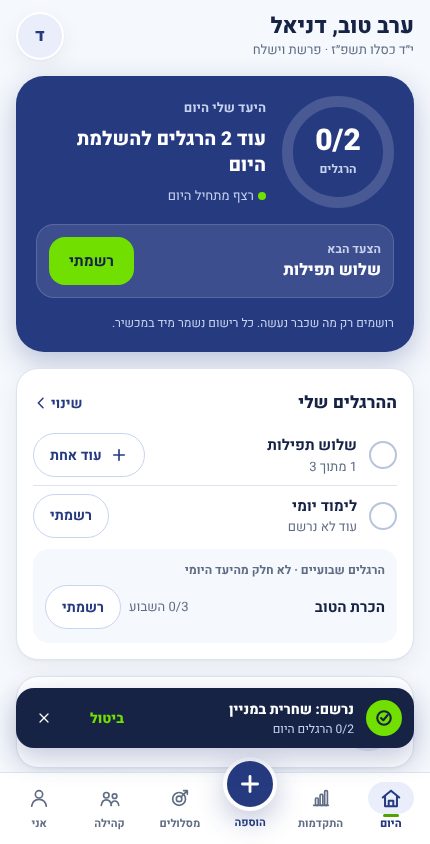 ערב טוב, דניאל
י״ד כסלו תשפ״ז · פרשת וישלח
ד
היעד שלי היום
עוד 2 הרגלים להשלמת
היום
רצף מתחיל היום
0/2
הרגלים
הצעד הבא
שלוש תפילות
רשמתי
רושמים רק מה שכבר נעשה. כל רישום נשמר מיד במכשיר.
ההרגלים שלי
שינוי
שלוש תפילות
1 מתוך 3
עוד אחת
לימוד יומי
עוד לא נרשם
רשמתי
הרגלים שבועיים · לא חלק מהיעד היומי
הכרת הטוב
0/3 השבוע
רשמתי
נרשם: שחרית במניין
0/2 הרגלים היום
ביטול
היום
התקדמות
הוספה
מסלולים
קהילה
אני